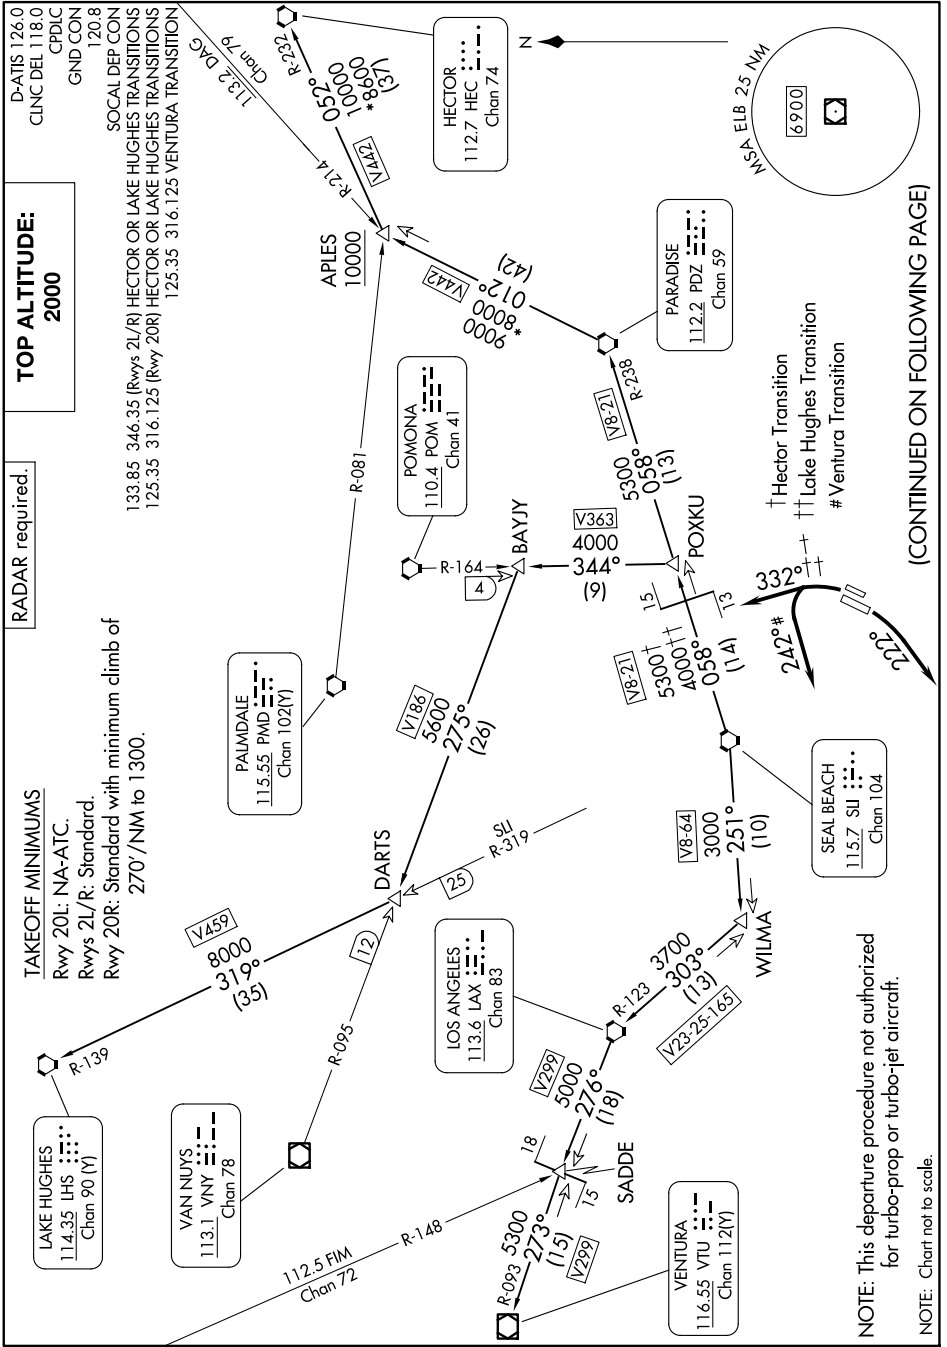 D-ATIS 126.0
CLNC DEL 118.0
CPDLC
GND CON
120.8
SOCAL DEP CON
133.85 346.35 (Rwys 2L/R) HECTOR OR LAKE HUGHES TRANSITIONS
125.35 316.125 (Rwy 20R) HECTOR OR LAKE HUGHES TRANSITIONS
125.35 316.125 VENTURA TRANSITION
TOP ALTITUDE:
2000
RADAR required.
TAKEOFF MINIMUMS
Rwy 20L: NA-ATC.
Rwys 2L/R: Standard.
Rwy 20R: Standard with minimum climb of
270'/NM to 1300.
LAKE HUGHES
114.35 LHS
Chan 90 (Y)
R-139
V459
8000
319°
(35)
VAN NUYS
113.1 VNY
Chan 78
R-095
12
DARTS
25
SLI
R-319
PALMDALE
115.55 PMD
Chan 102(Y)
R-081
V186
5600
275°
(26)
POMONA
110.4 POM
Chan 41
R-164
4
BAYJY
V363
4000
344°
(9)
APLES
10000
113.2 DAG
Chan 79
R-214
R-232
052°
10000
*8600
(37)
V442
HECTOR
112.7 HEC
Chan 74
N
MSA ELB 25 NM
6900
V442
9000
*8000
012°
(42)
PARADISE
112.2 PDZ
Chan 59
R-238
V8-21
5300
058°
(13)
POXKU
15
13
V8-21
5300†
4000††
058°
(14)
332°
†
††
242°#
222°
†Hector Transition
††Lake Hughes Transition
#Ventura Transition
SEAL BEACH
115.7 SLI
Chan 104
V8-64
3000
251°
(10)
WILMA
LOS ANGELES
113.6 LAX
Chan 83
R-123
3700
303°
(13)
V23-25-165
V299
5000
276°
(18)
18
15
SADDE
112.5 FIM
Chan 72
R-148
R-093
5300
273°
(15)
V299
VENTURA
116.55 VTU
Chan 112(Y)
NOTE: This departure procedure not authorized
for turbo-prop or turbo-jet aircraft.
NOTE: Chart not to scale.
(CONTINUED ON FOLLOWING PAGE)